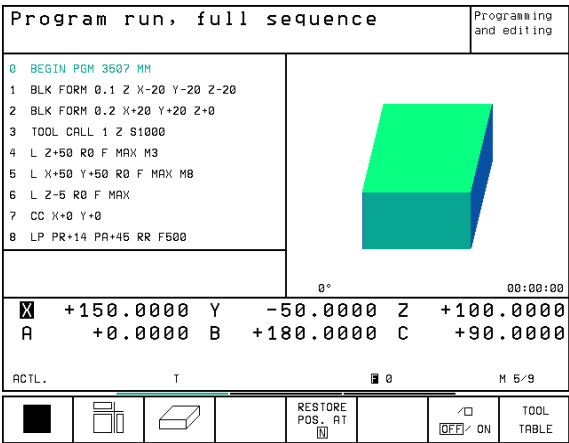 Program run, full sequence
Programming
and editing
0 BEGIN PGM 3507 MM
1 BLK FORM 0.1 Z X-20 Y-20 Z-20
2 BLK FORM 0.2 X+20 Y+20 Z+0
3 TOOL CALL 1 Z S1000
4 L Z+50 R0 F MAX M3
5 L X+50 Y+50 R0 F MAX M8
6 L Z-5 R0 F MAX
7 CC X+0 Y+0
8 LP PR+14 PA+45 RR F500
0° 00:00:00
X +150.0000 Y -50.0000 Z +100.0000
A +0.0000 B +180.0000 C +90.0000
ACTL. T F 0 M 5/9
RESTORE
POS. AT
N
OFF / ON
TOOL
TABLE